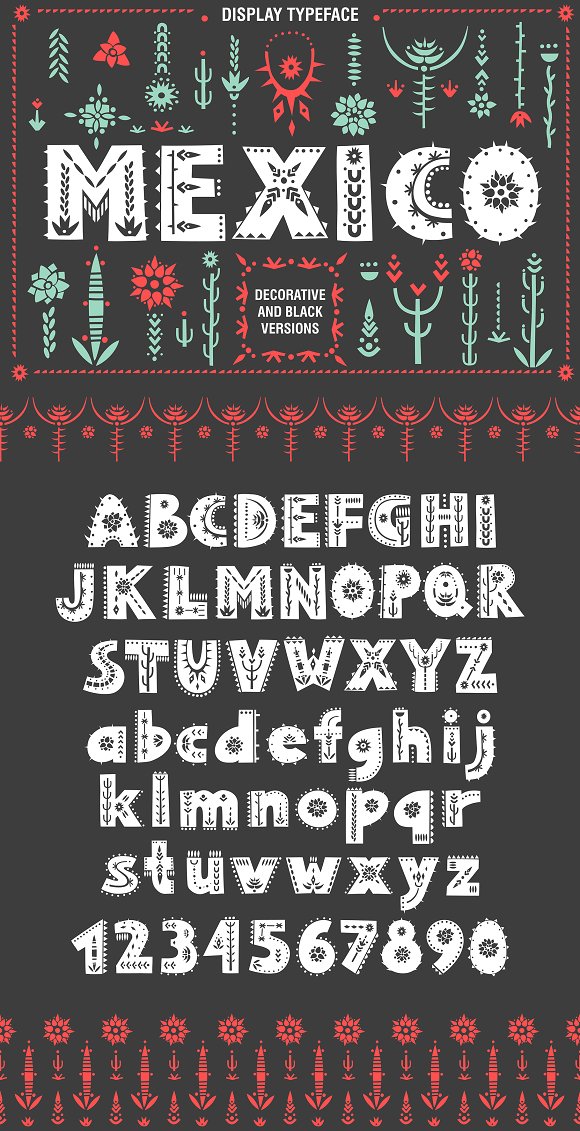 DISPLAY TYPEFACE
MEXICO
DECORATIVE
AND BLACK
VERSIONS
ABCDEFGHI
JKLMNOPQR
STUVWXYZ
abcdefghij
klmnopqr
stuvwxyz
1234567890